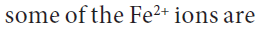 some of the Fe²⁺ ions are